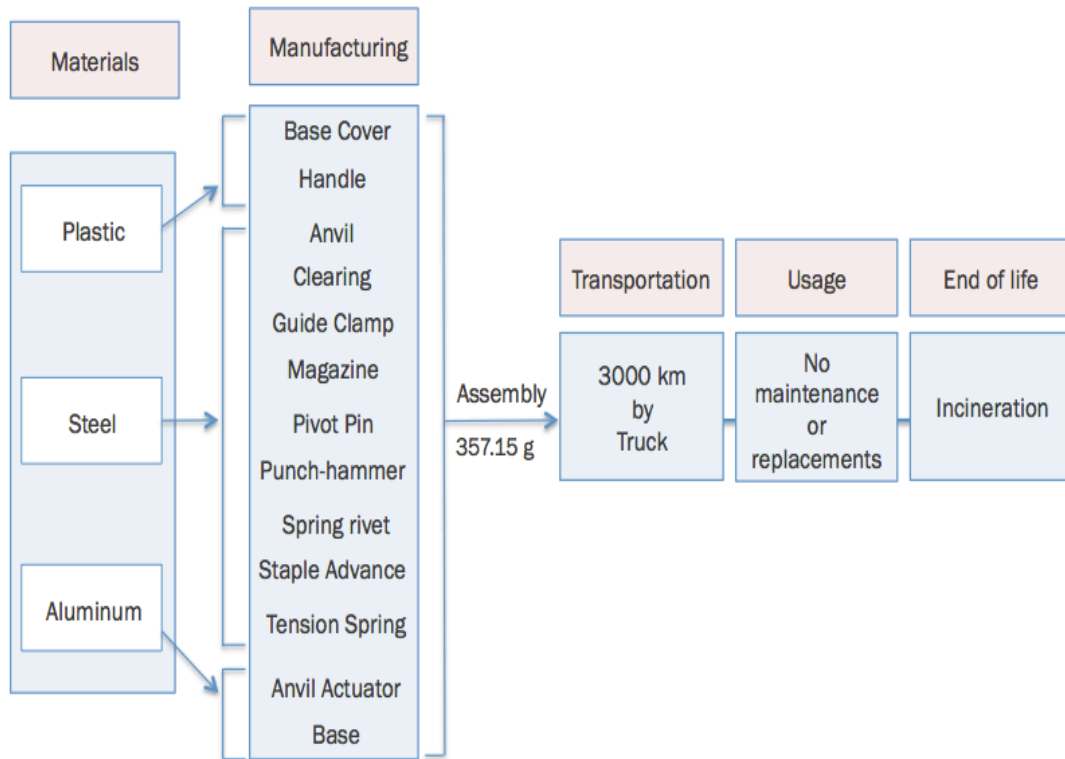 Materials
Manufacturing
Plastic
Steel
Aluminum
Base Cover
Handle
Anvil
Clearing
Guide Clamp
Magazine
Pivot Pin
Punch-hammer
Spring rivet
Staple Advance
Tension Spring
Anvil Actuator
Base
Assembly
357.15 g
Transportation
3000 km
by
Truck
Usage
No
maintenance
or
replacements
End of life
Incineration